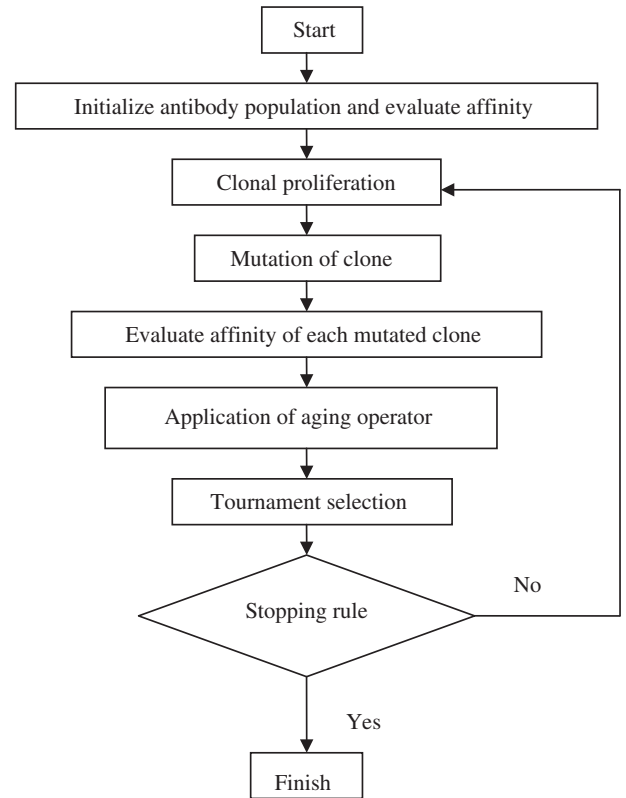 Start
Initialize antibody population and evaluate affinity
Clonal proliferation
Mutation of clone
Evaluate affinity of each mutated clone
Application of aging operator
Tournament selection
No
Stopping rule
Yes
Finish